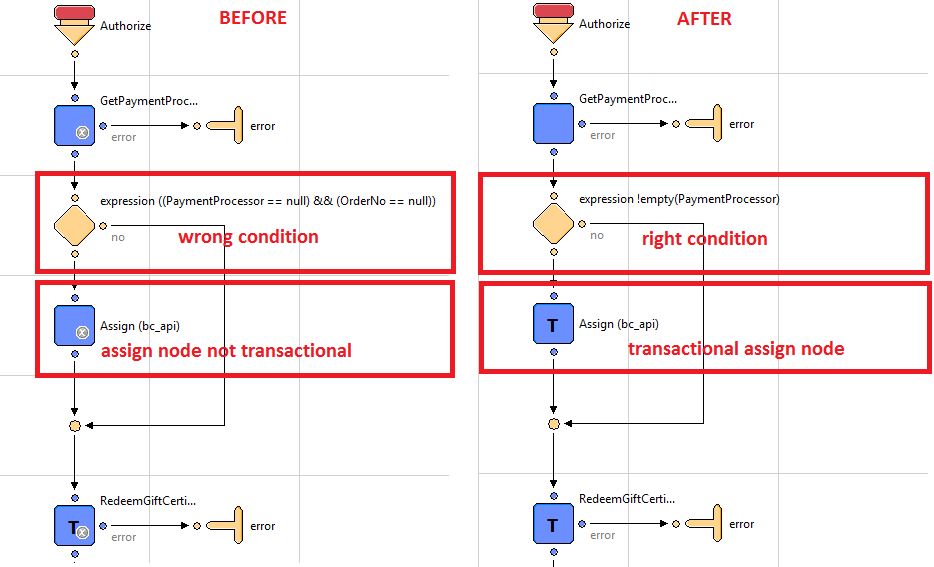 BEFORE
Authorize
GetPaymentProc...
error
error
expression ((PaymentProcessor == null) && (OrderNo == null))
no
wrong condition
Assign (bc_api)
assign node not transactional
RedeemGiftCerti...
T
error
error
AFTER
Authorize
GetPaymentProc...
error
error
expression !empty(PaymentProcessor)
no
right condition
T
Assign (bc_api)
transactional assign node
RedeemGiftCerti...
T
error
error